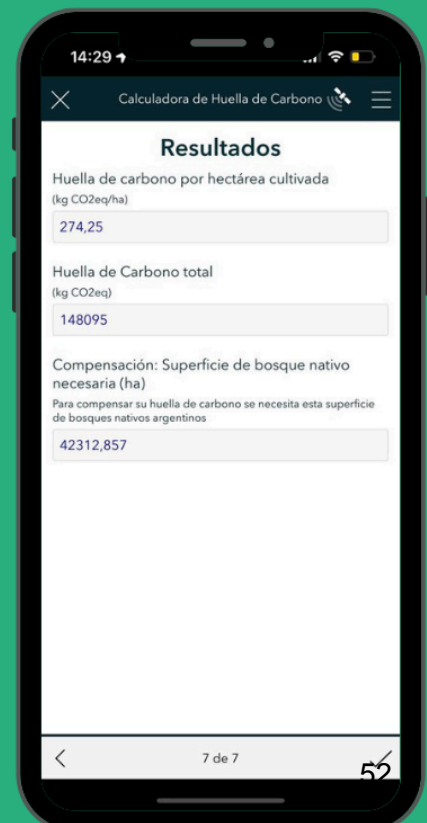 14:29
Calculadora de Huella de Carbono
Resultados
Huella de carbono por hectárea cultivada
(kg CO2eq/ha)
274,25
Huella de Carbono total
(kg CO2eq)
148095
Compensación: Superficie de bosque nativo
necesaria (ha)
Para compensar su huella de carbono se necesita esta superficie
de bosques nativos argentinos
42312,857
7 de 7
52